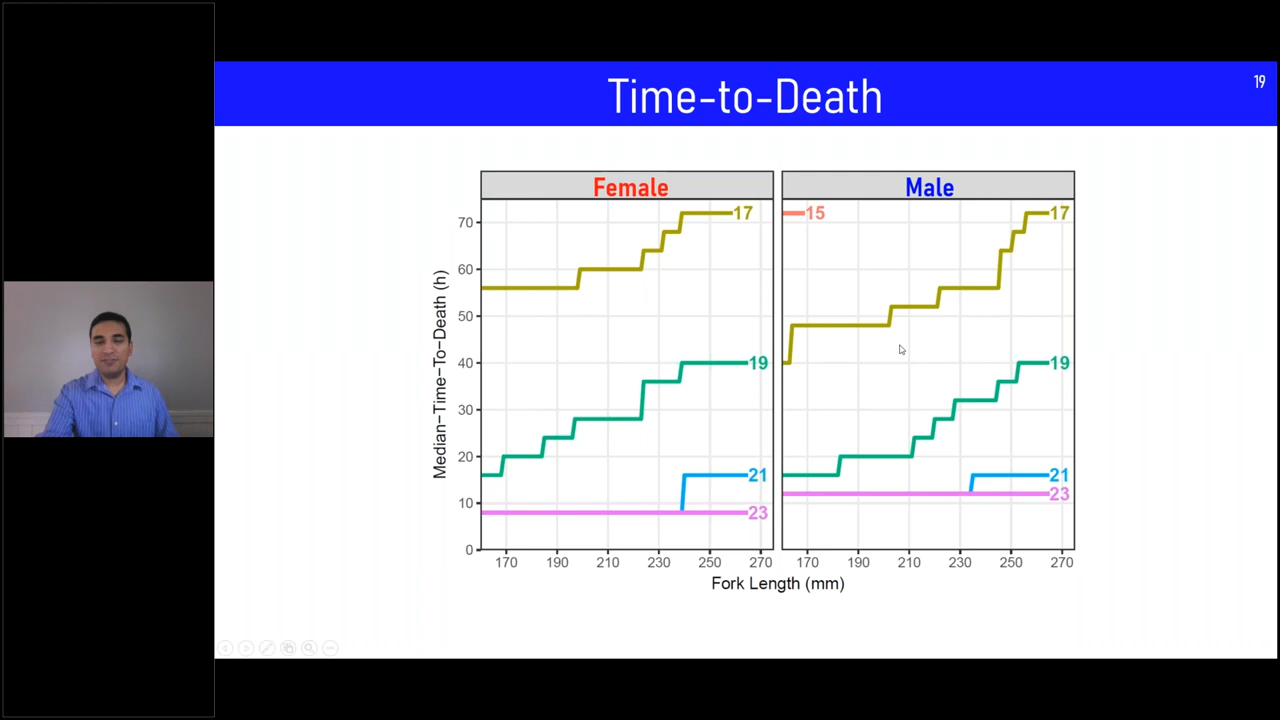 Time-to-Death
19
Female
Male
Median-Time-To-Death (h)
70
60
50
40
30
20
10
0
17
19
21
23
15
17
19
21
23
170 190 210 230 250 270
170 190 210 230 250 270
Fork Length (mm)